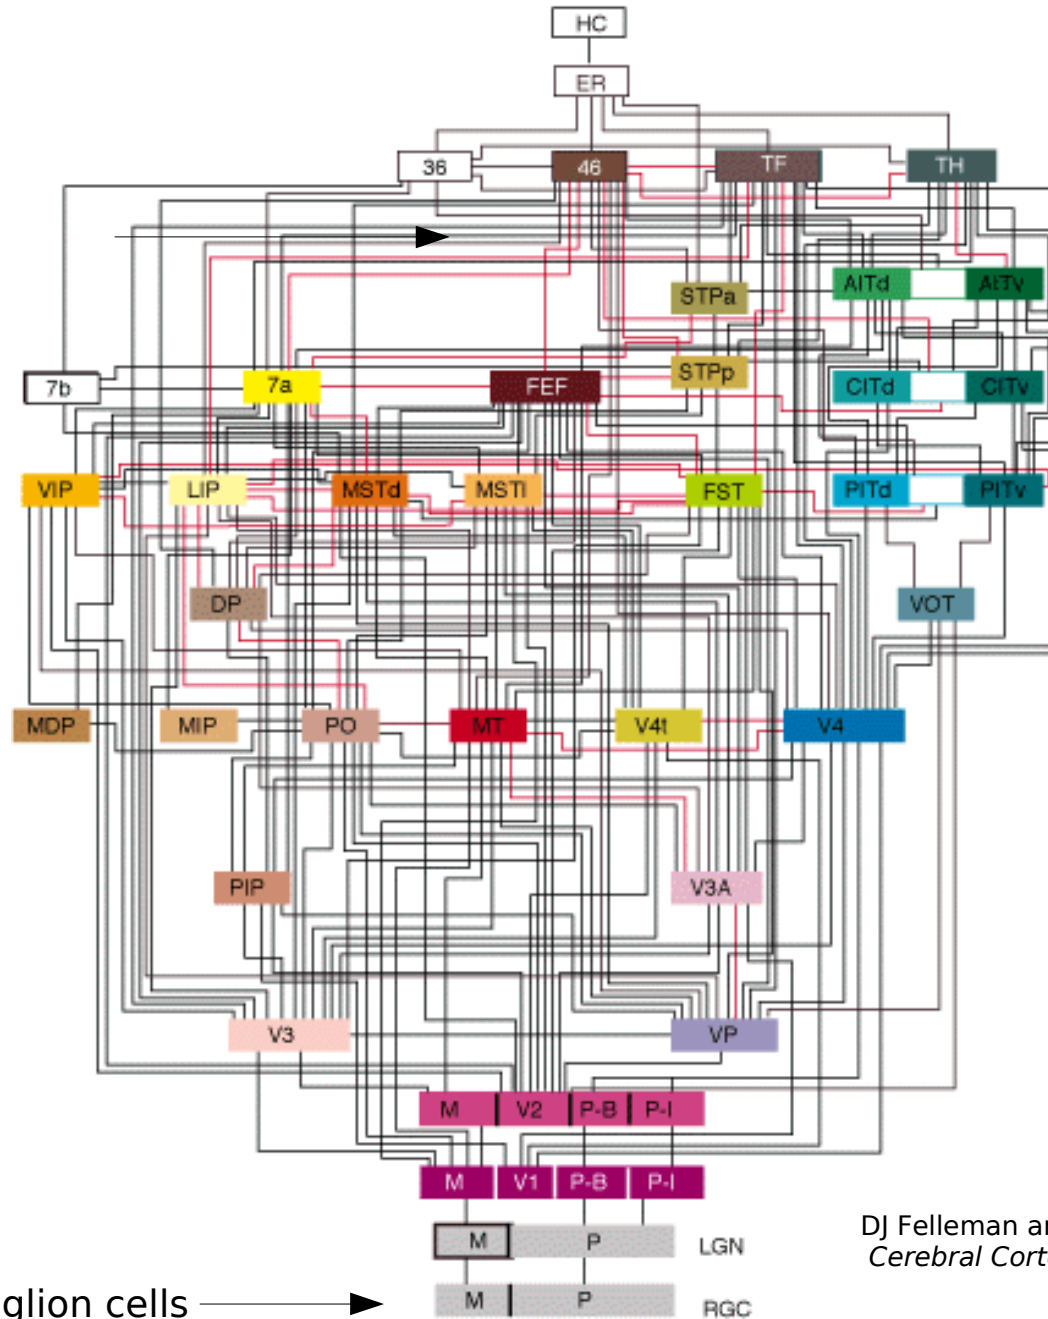 HC
ER
36 46 TF TH
STPa AITd AITv
7b 7a FEF STPp CITd CITv
VIP LIP MSTd MSTl FST PITd PITv
DP VOT
MDP MIP PO MT V4t V4
PIP V3A
V3 VP
M V2 P-B P-I
M V1 P-B P-I
M P LGN
DJ Felleman
Cerebral
glion cells
M P RGC